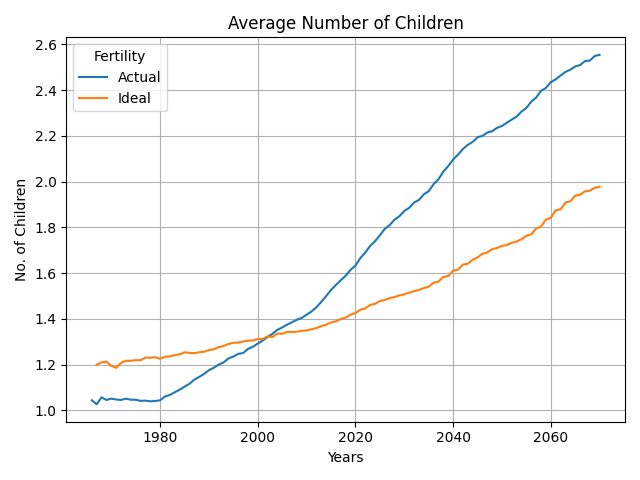 Average Number of Children
Fertility
Actual
Ideal
No. of Children
2.6
2.4
2.2
2.0
1.8
1.6
1.4
1.2
1.0
1980
2000
2020
2040
2060
Years